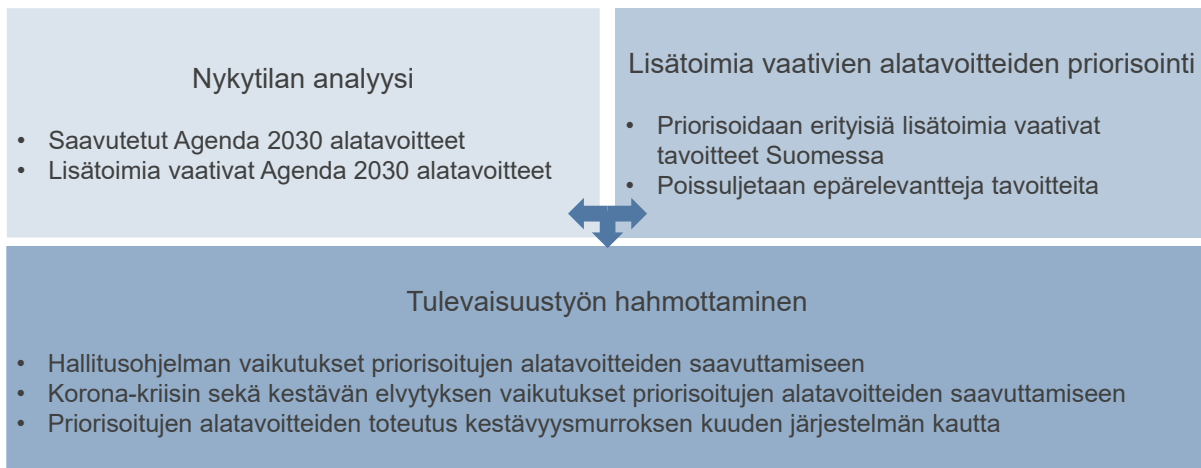 Nykytilan analyysi
• Saavutetut Agenda 2030 alatavoitteet
• Lisätoimia vaativat Agenda 2030 alatavoitteet
Lisätoimia vaativien alatavoitteiden priorisointi
• Priorisoidaan erityisiä lisätoimia vaativat
tavoitteet Suomessa
• Poissuljetaan epärelevantteja tavoitteita
Tulevaisuustyön hahmottaminen
• Hallitusohjelman vaikutukset priorisoitujen alatavoitteiden saavuttamiseen
• Korona-kriisin sekä kestävän elvytyksen vaikutukset priorisoitujen alatavoitteiden saavuttamiseen
• Priorisoitujen alatavoitteiden toteutus kestävyysmurroksen kuuden järjestelmän kautta